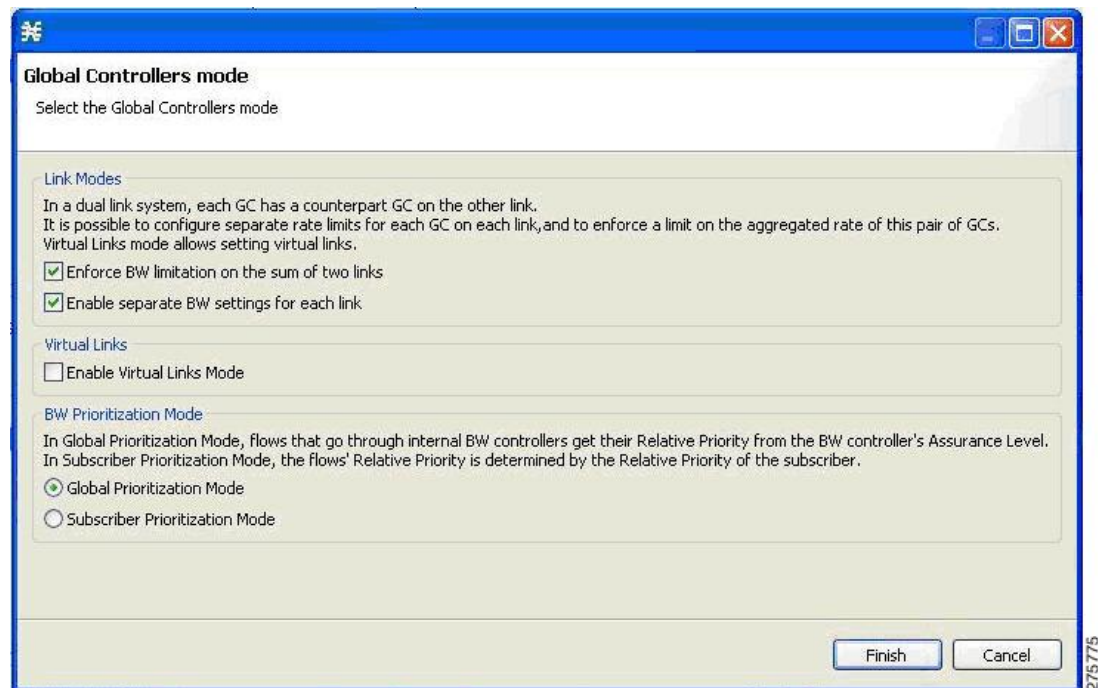 Global Controllers mode
Select the Global Controllers mode
Link Modes
In a dual link system, each GC has a counterpart GC on the other link.
It is possible to configure separate rate limits for each GC on each link,and to enforce a limit on the aggregated rate of this pair of GCs.
Virtual Links mode allows setting virtual links.
Enforce BW limitation on the sum of two links
Enable separate BW settings for each link
Virtual Links
Enable Virtual Links Mode
BW Prioritization Mode
In Global Prioritization Mode, flows that go through internal BW controllers get their Relative Priority from the BW controller's Assurance Level.
In Subscriber Prioritization Mode, the flows' Relative Priority is determined by the Relative Priority of the subscriber.
Global Prioritization Mode
Subscriber Prioritization Mode
Finish
Cancel
275775